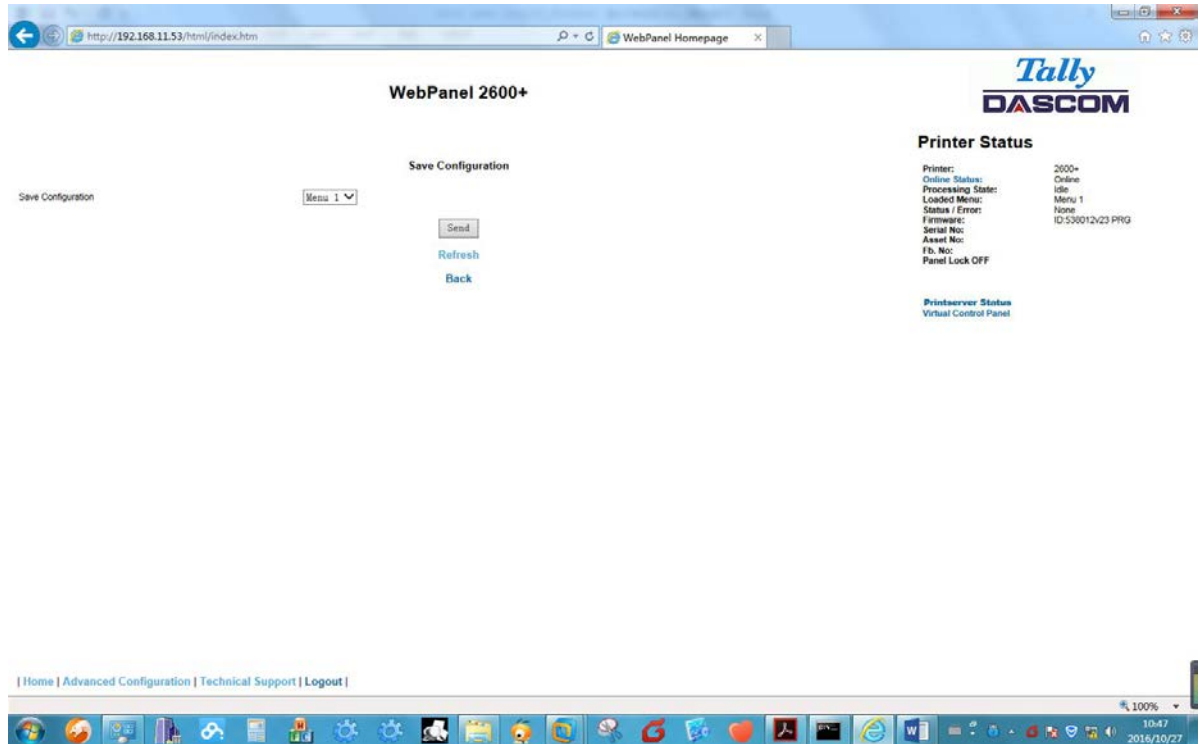 http://192.168.11.53/html/index.htm
WebPanel Homepage
WebPanel 2600+
Tally
DASCOM
Save Configuration
Save Configuration Menu 1
Send
Refresh
Back
Printer Status
Printer: 2600+
Online Status: Online
Processing State: Idle
Loaded Menu: Menu 1
Status / Error: None
Firmware: ID:538012v23 PRG
Serial No:
Asset No:
Fb. No:
Panel Lock OFF
Printserver Status
Virtual Control Panel
| Home | Advanced Configuration | Technical Support | Logout |
100%
10:47
2016/10/27